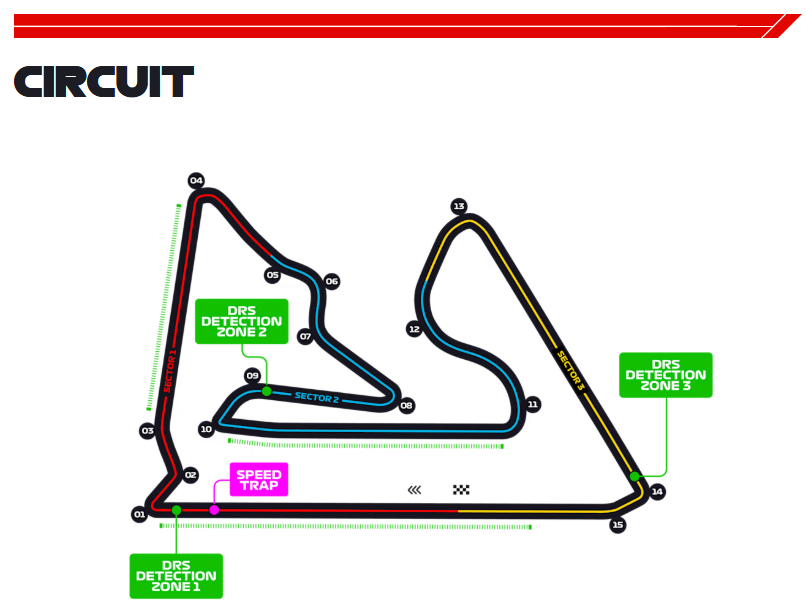 CIRCUIT
04
13
05
06
DRS
DETECTION
ZONE 2
07
12
SECTOR 1
SECTOR 3
DRS
DETECTION
ZONE 3
09
SECTOR 2
08
11
03
10
02
SPEED
TRAP
14
01
15
DRS
DETECTION
ZONE 1